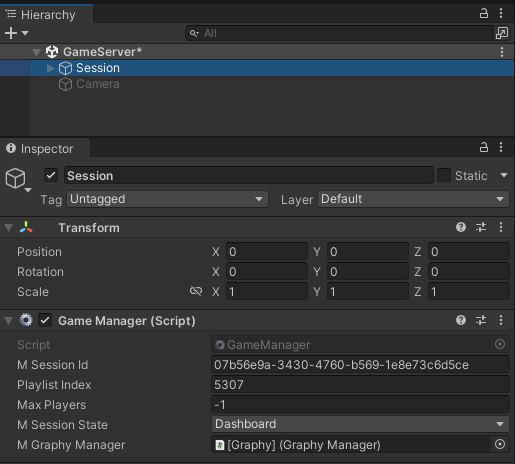 Hierarchy
All
GameServer*
Session
Camera
Inspector
Session
Static
Tag Untagged Layer Default
Transform
Position X 0 Y 0 Z 0
Rotation X 0 Y 0 Z 0
Scale X 1 Y 1 Z 1
Game Manager (Script)
Script GameManager
M Session Id 07b56e9a-3430-4760-b569-1e8e73c6d5ce
Playlist Index 5307
Max Players -1
M Session State Dashboard
M Graphy Manager [Graphy] (Graphy Manager)